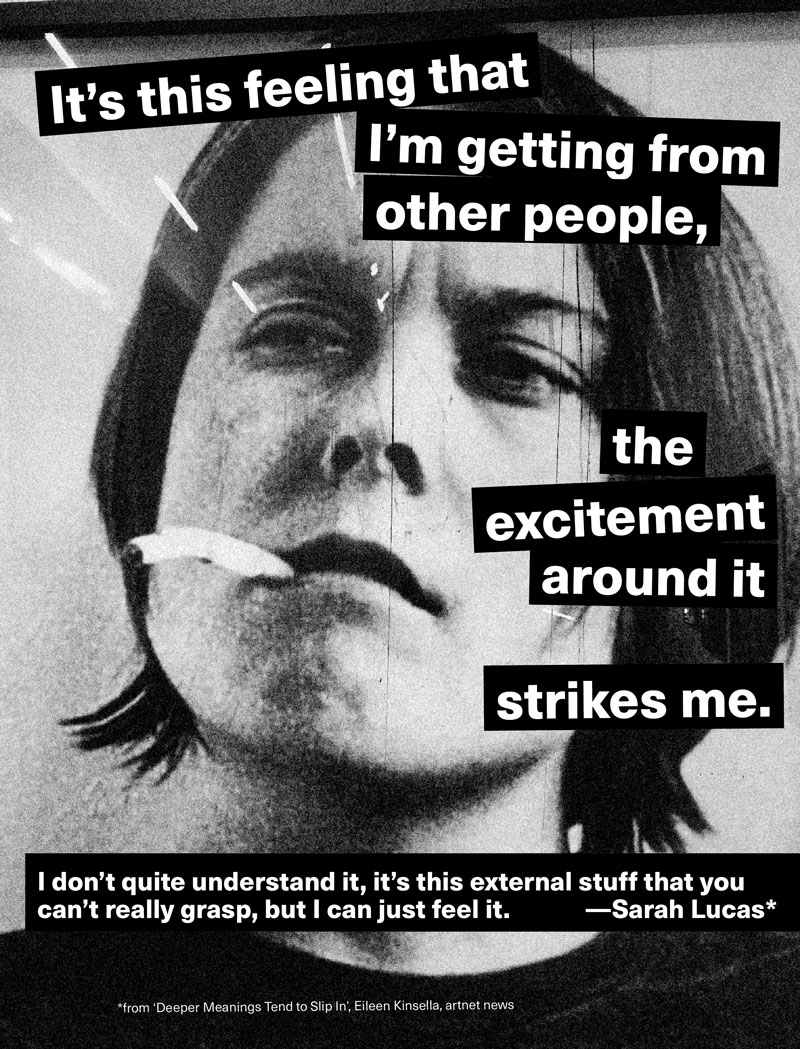 It’s this feeling that
I’m getting from
other people,
the
excitement
around it
strikes me.
I don’t quite understand it, it’s this external stuff that you
can’t really grasp, but I can just feel it. —Sarah Lucas*
*from ‘Deeper Meanings Tend to Slip In’, Eileen Kinsella, artnet news